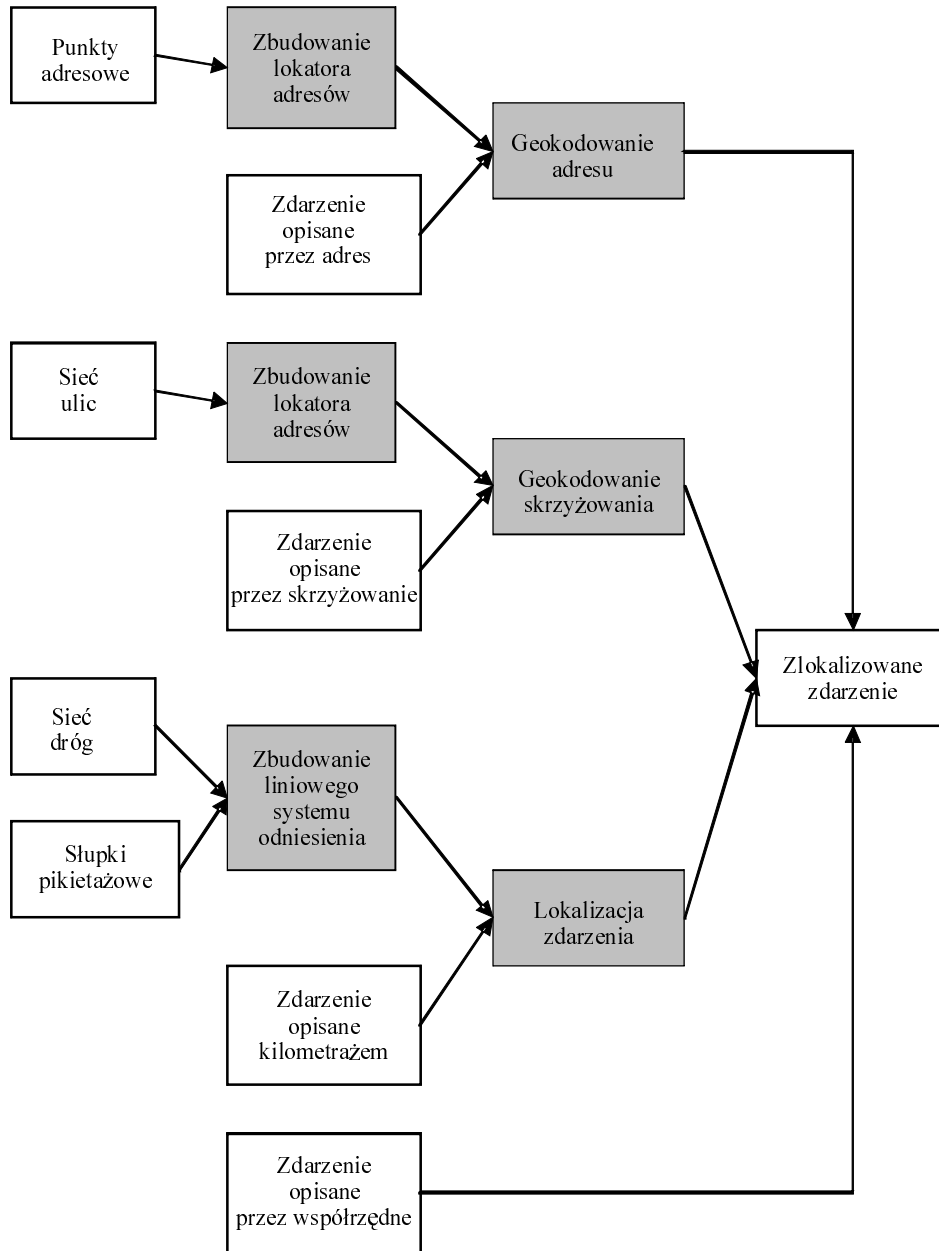 Punkty
adresowe
Zbudowanie
lokatora
adresów
Geokodowanie
adresu
Zdarzenie
opisane
przez adres
Sieć
ulic
Zbudowanie
lokatora
adresów
Geokodowanie
skrzyżowania
Zdarzenie
opisane
przez skrzyżowanie
Zlokalizowane
zdarzenie
Sieć
dróg
Zbudowanie
liniowego
systemu
odniesienia
Słupki
pikietażowe
Lokalizacja
zdarzenia
Zdarzenie
opisane
kilometrażem
Zdarzenie
opisane
przez współrzędne